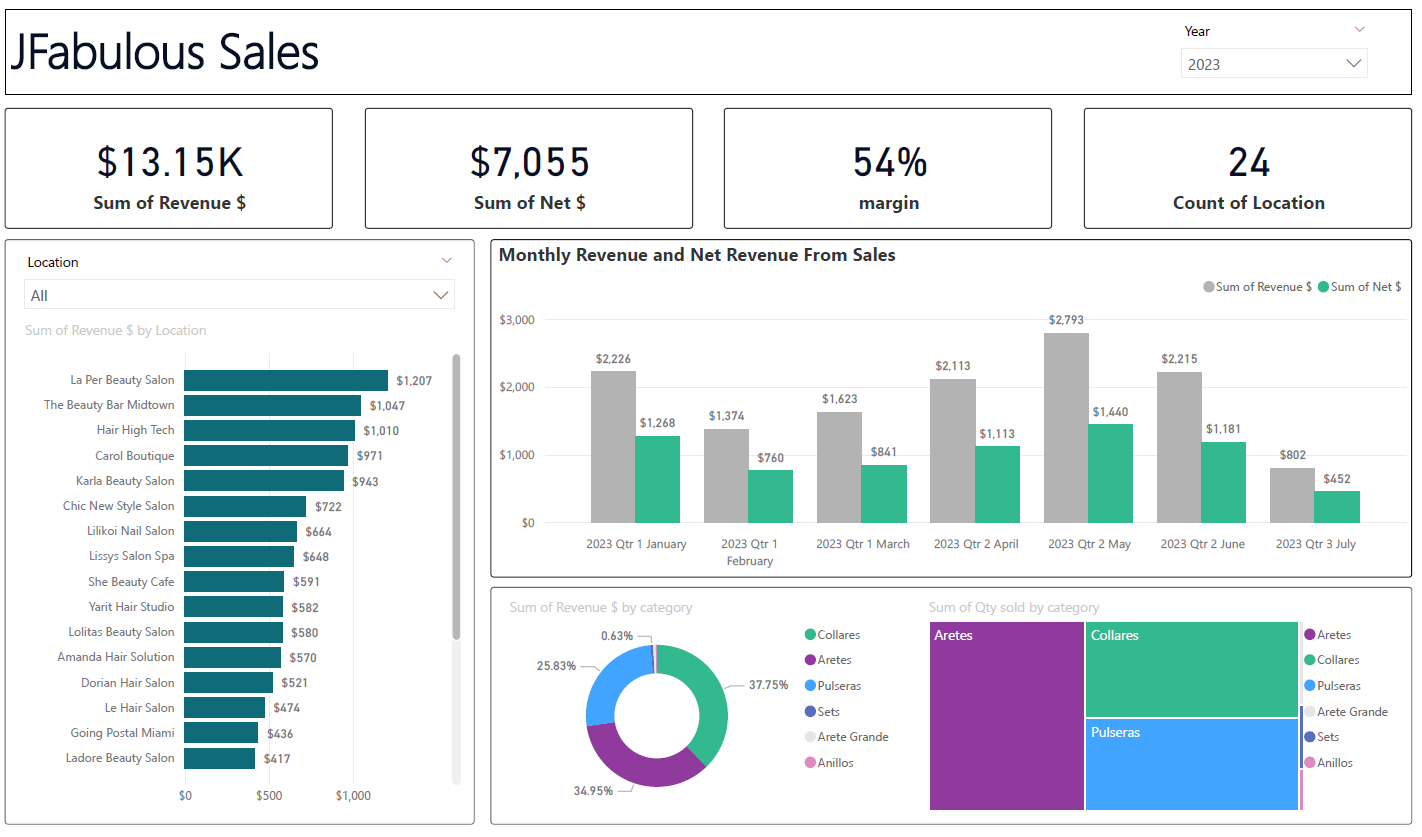 JFabulous Sales
Year
2023
$13.15K
Sum of Revenue $
$7,055
Sum of Net $
54%
margin
24
Count of Location
Location
All
Sum of Revenue $ by Location
La Per Beauty Salon $1,207
The Beauty Bar Midtown $1,047
Hair High Tech $1,010
Carol Boutique $971
Karla Beauty Salon $943
Chic New Style Salon $722
Lilikoi Nail Salon $664
Lissys Salon Spa $648
She Beauty Cafe $591
Yarit Hair Studio $582
Lolitas Beauty Salon $580
Amanda Hair Solution $570
Dorian Hair Salon $521
Le Hair Salon $474
Going Postal Miami $436
Ladore Beauty Salon $417
$0 $500 $1,000
Monthly Revenue and Net Revenue From Sales
Sum of Revenue $ Sum of Net $
$3,000
$2,000
$1,000
$0
$2,226 $1,268
$1,374 $760
$1,623 $841
$2,113 $1,113
$2,793 $1,440
$2,215 $1,181
$802 $452
2023 Qtr 1 January
2023 Qtr 1
February
2023 Qtr 1 March
2023 Qtr 2 April
2023 Qtr 2 May
2023 Qtr 2 June
2023 Qtr 3 July
Sum of Revenue $ by category
0.63%
25.83%
37.75%
34.95%
Collares
Aretes
Pulseras
Sets
Arete Grande
Anillos
Sum of Qty sold by category
Aretes
Collares
Pulseras
Aretes
Collares
Pulseras
Arete Grande
Sets
Anillos